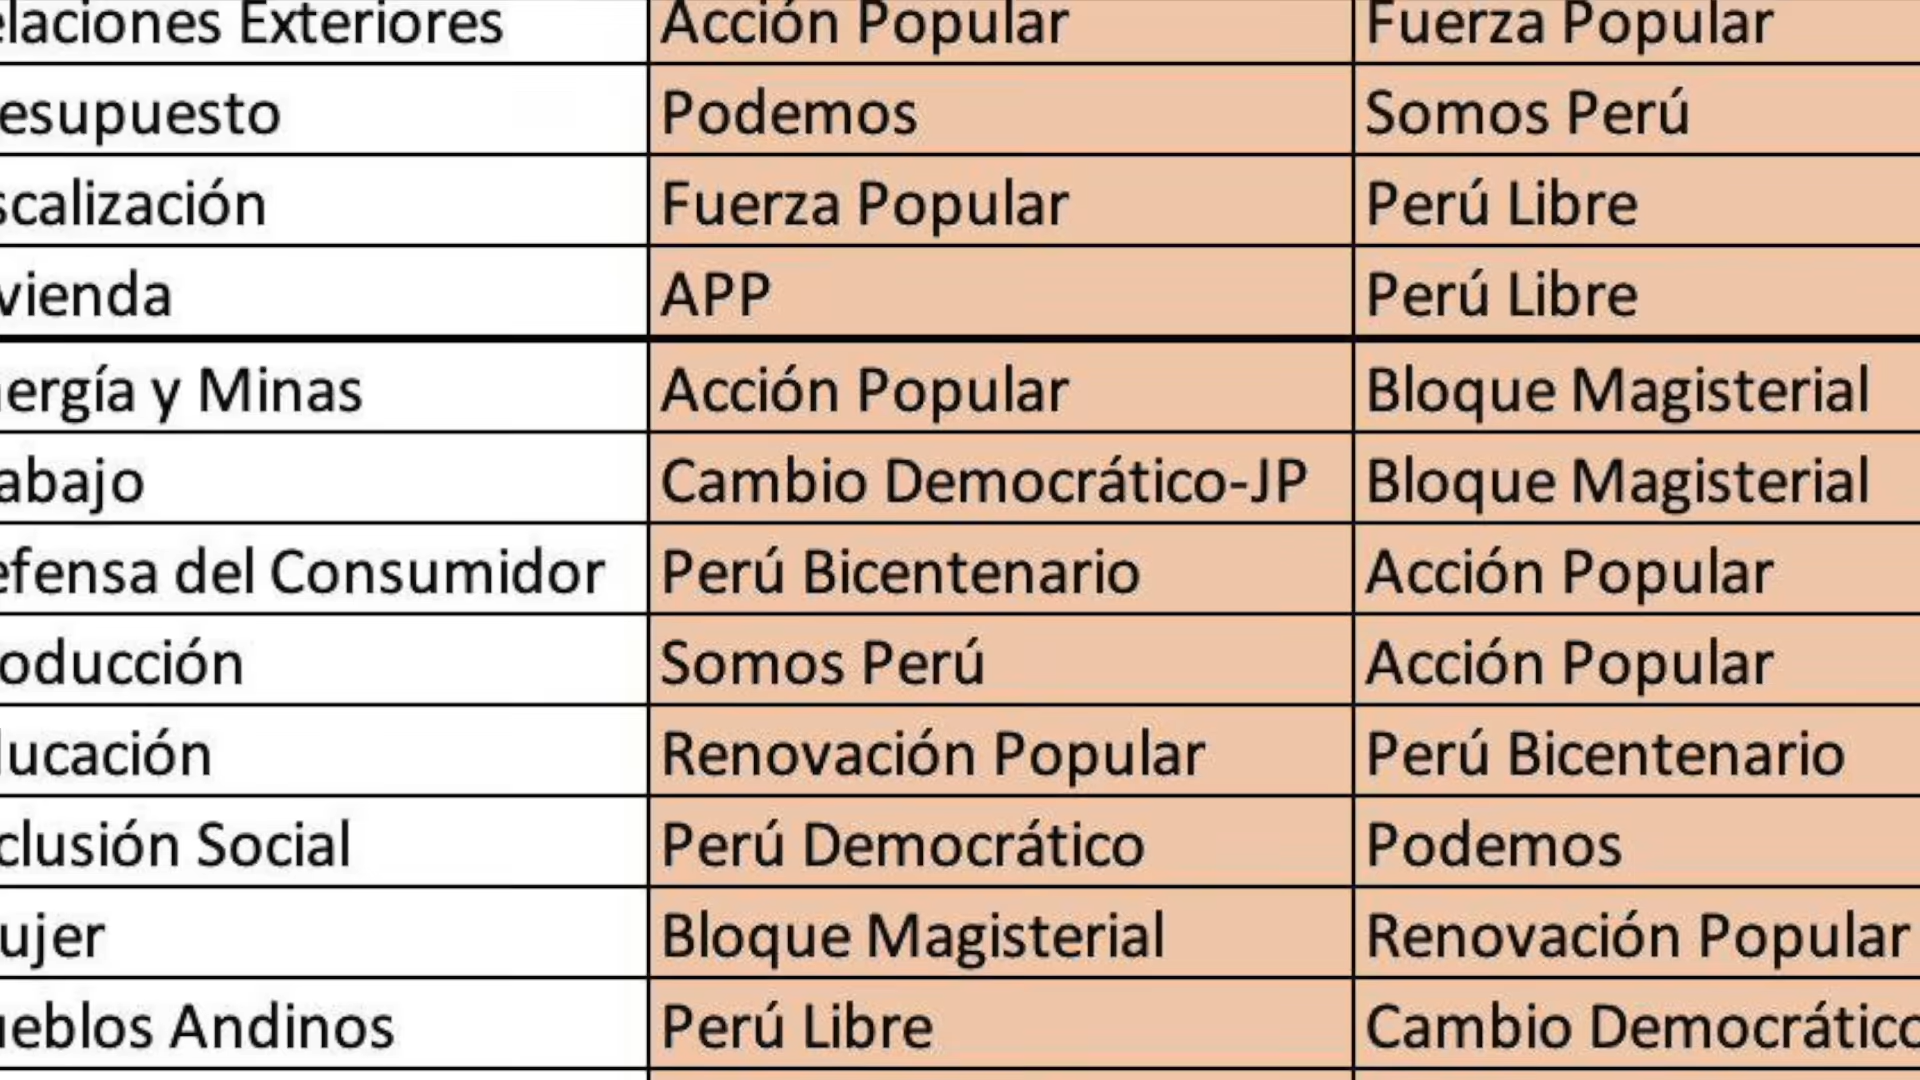 elaciones Exteriores Acción Popular Fuerza Popular
esupuesto Podemos Somos Perú
scalización Fuerza Popular Perú Libre
vienda APP Perú Libre
nergía y Minas Acción Popular Bloque Magisterial
abajo Cambio Democrático-JP Bloque Magisterial
efensa del Consumidor Perú Bicentenario Acción Popular
oducción Somos Perú Acción Popular
ducación Renovación Popular Perú Bicentenario
clusión Social Perú Democrático Podemos
ujer Bloque Magisterial Renovación Popular
ueblos Andinos Perú Libre Cambio Democrático